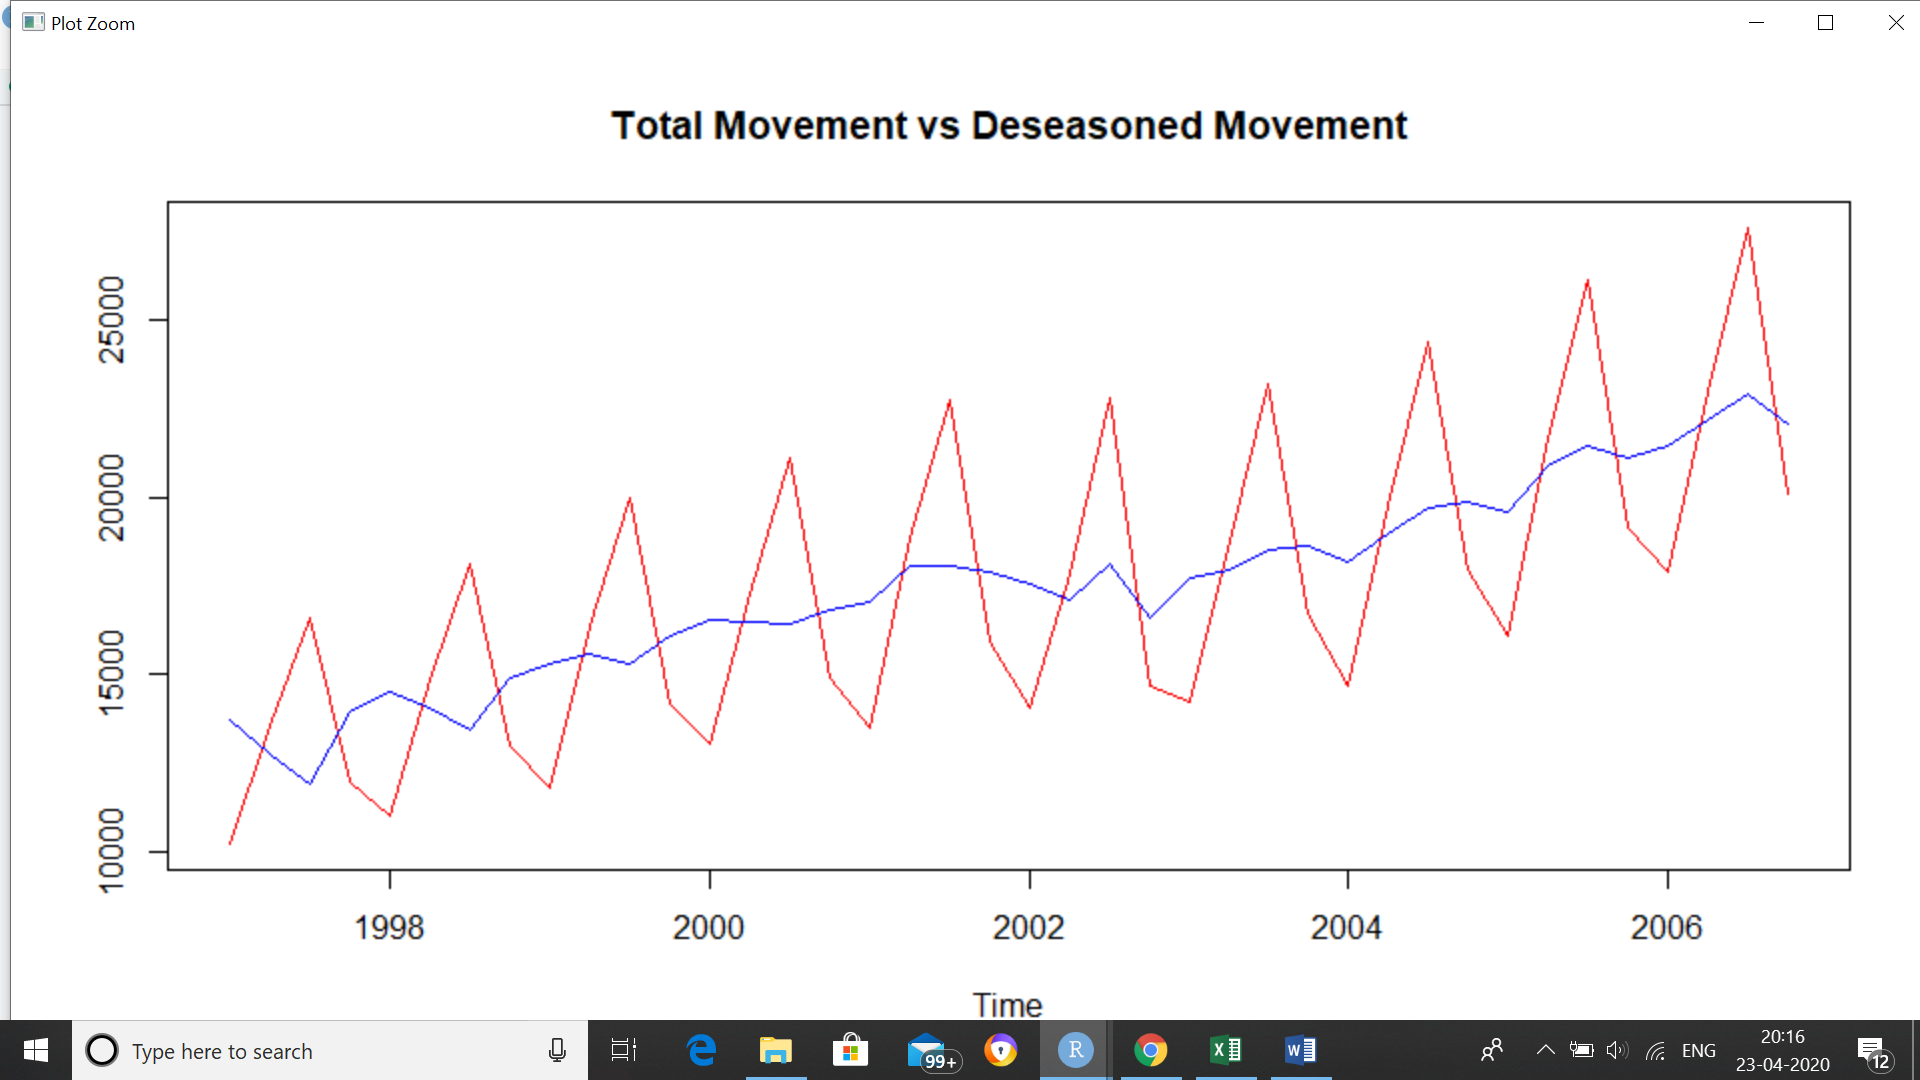 Plot Zoom
Total Movement vs Deseasoned Movement
25000
20000
15000
10000
1998 2000 2002 2004 2006
Time
Type here to search
99+
R
ENG
20:16
23-04-2020
12